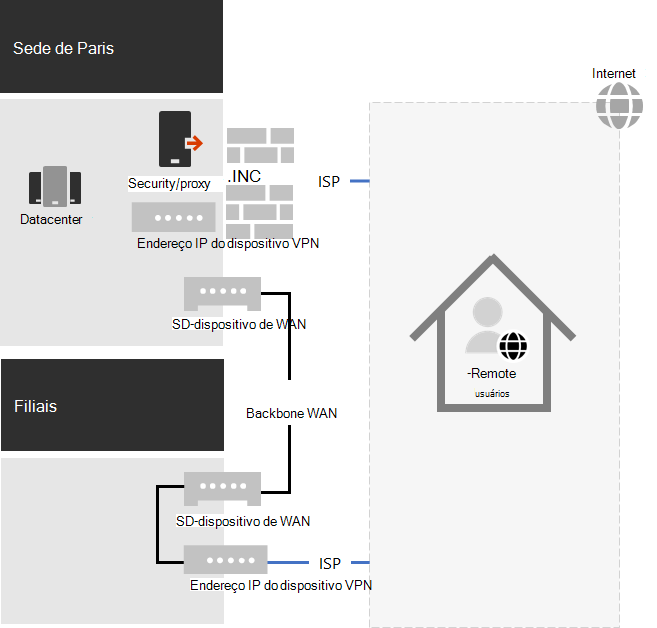 Sede de Paris
Internet
.INC
ISP
Security/proxy
Datacenter
Endereço IP do dispositivo VPN
SD-dispositivo de WAN
-Remote
usuários
Filiais
Backbone WAN
SD-dispositivo de WAN
ISP
Endereço IP do dispositivo VPN